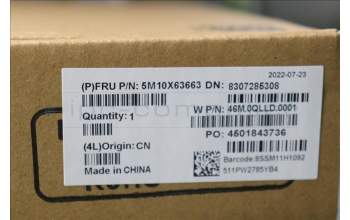 2022-07-23
(P)FRU P/N: 5M10X63663 DN: 8307285306
W P/N: 46M.0QLLD.0001
Quantity: 1
PO: 4501843736
(4L)Origin: CN
Barcode:8SSM11H1092
Made in CHINA
511PW2785YB4